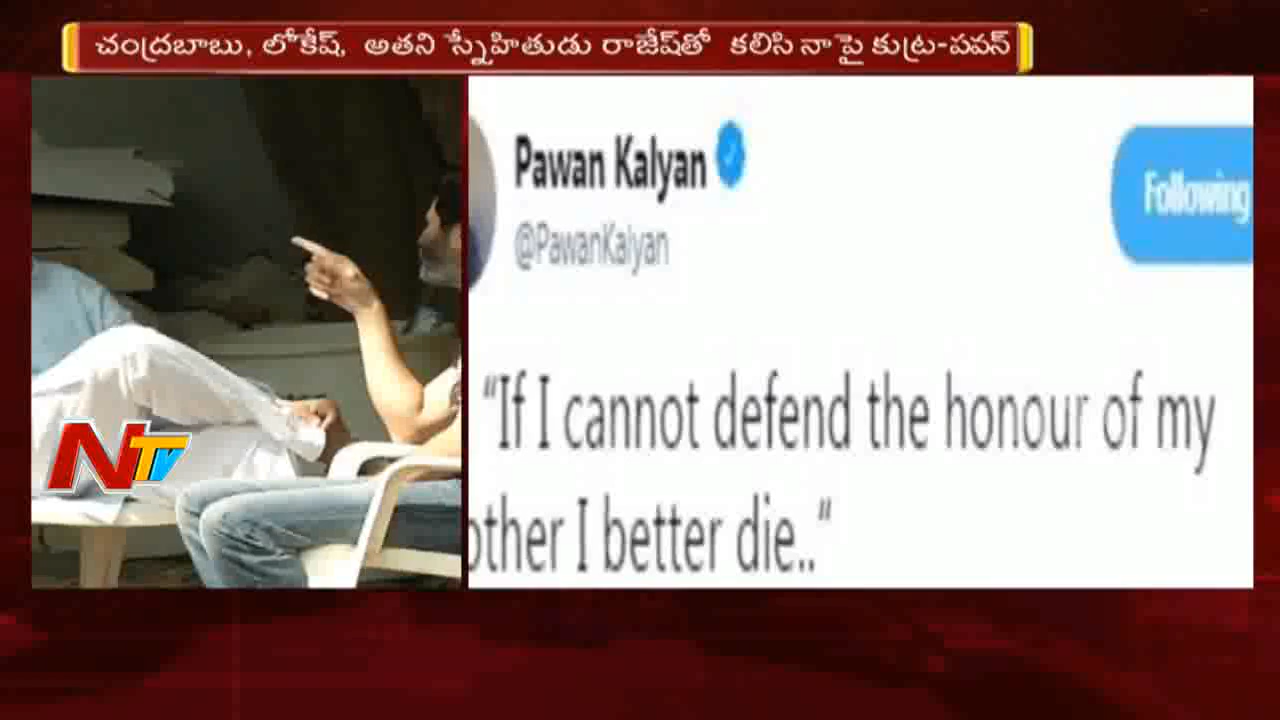 చంద్రబాబు, లోకేష్, అతని స్నేహితుడు రాజేష్‌తో కలిసి నాపై కుట్ర-పవన్
Pawan Kalyan
@PawanKalyan
Following
“If I cannot defend the honour of my
other I better die..“
NTV